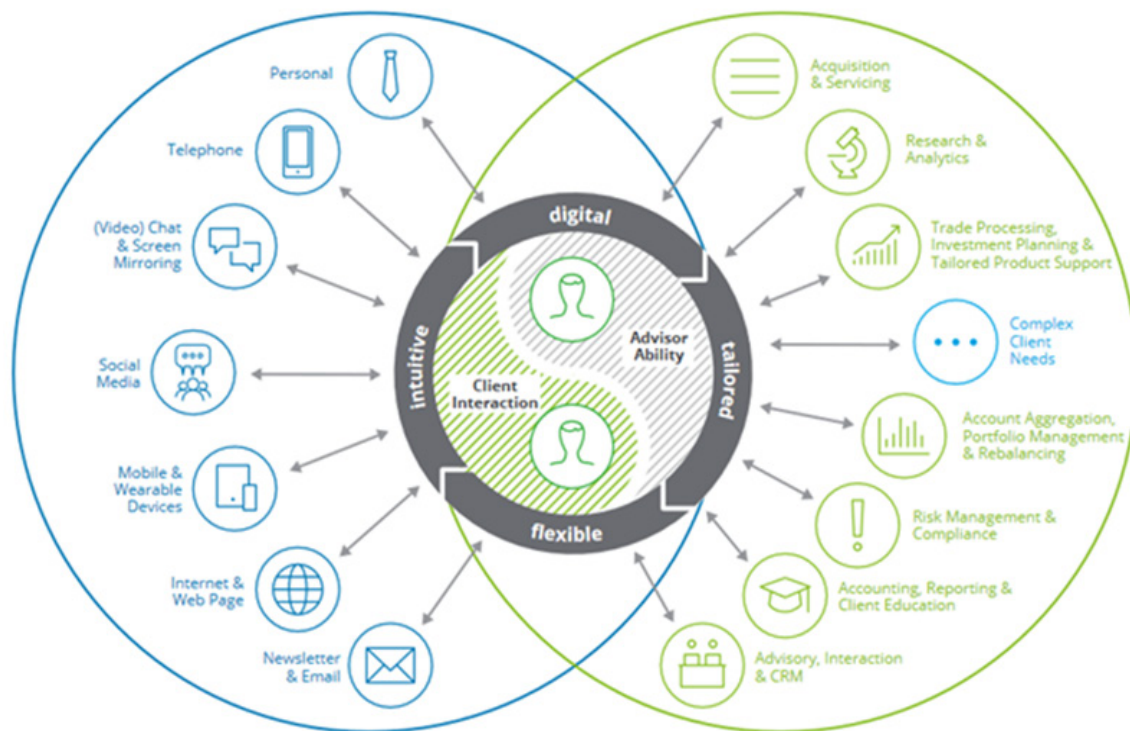 Personal
Telephone
(Video) Chat
& Screen
Mirroring
Social
Media
Mobile &
Wearable
Devices
Internet &
Web Page
Newsletter
& Email
digital
intuitive
tailored
flexible
Advisor
Ability
Client
Interaction
Acquisition
& Servicing
Research &
Analytics
Trade Processing,
Investment Planning &
Tailored Product Support
Complex
Client
Needs
Account Aggregation,
Portfolio Management
& Rebalancing
Risk Management &
Compliance
Accounting, Reporting &
Client Education
Advisory, Interaction
& CRM